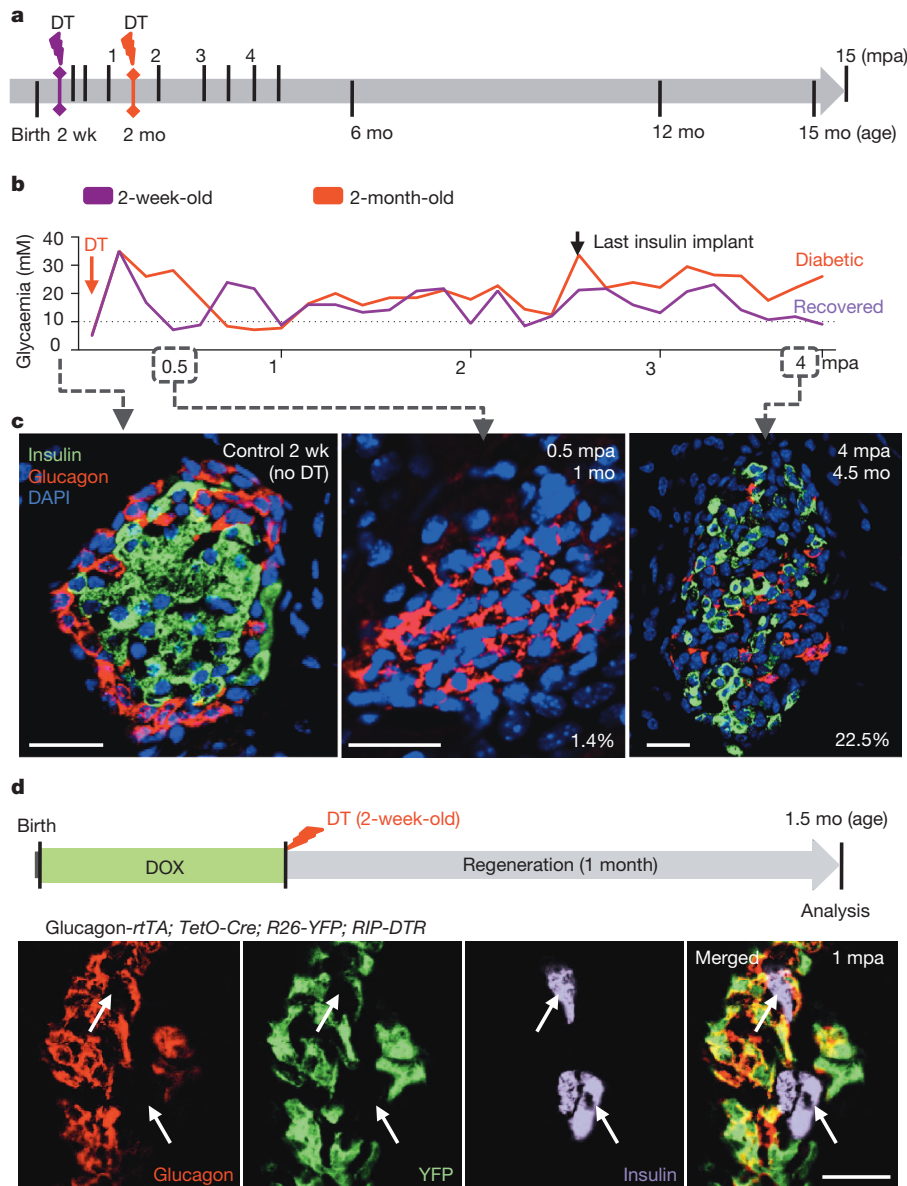 a
DT DT
1 2 3 4 15 (mpa)
Birth 2 wk 2 mo 6 mo 12 mo 15 mo (age)
b
2-week-old 2-month-old
Glycaemia (mM)
40
30
20
10
0
DT
Last insulin implant
Diabetic
Recovered
0.5 1 2 3 4 mpa
c
Insulin
Glucagon
DAPI
Control 2 wk
(no DT)
0.5 mpa
1 mo
1.4%
4 mpa
4.5 mo
22.5%
d
Birth
DT (2-week-old)
1.5 mo (age)
DOX
Regeneration (1 month)
Analysis
Glucagon-rtTA; TetO-Cre; R26-YFP; RIP-DTR
Merged 1 mpa
Glucagon
YFP
Insulin